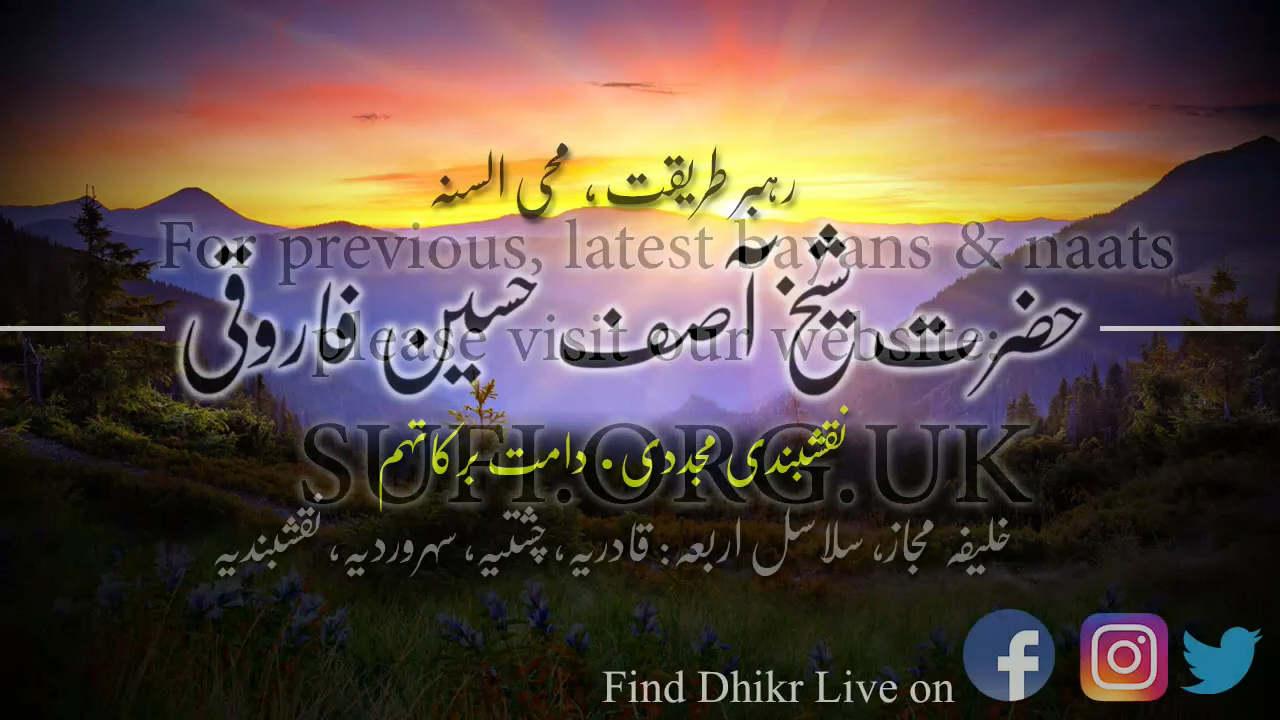 رہبر طریقت، محی السنہ
For previous, latest bayans & naats
حضرت شیخ آصف حسین فاروقی
please visit our website:
SUFI.ORG.UK
نقشبندی مجددی • دامت برکاتہم
خلیفہ مجاز، سلاسل اربعہ: قادریہ، چشتیہ، سہروردیہ، نقشبندیہ
Find Dhikr Live on